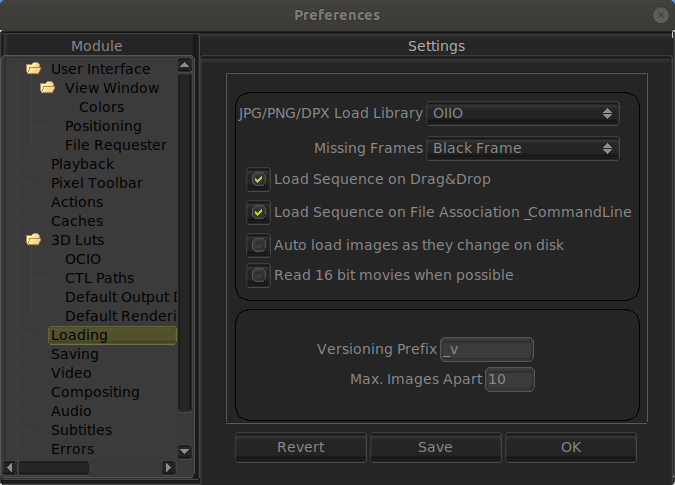 Preferences
Module
User Interface
View Window
Colors
Positioning
File Requester
Playback
Pixel Toolbar
Actions
Caches
3D Luts
OCIO
CTL Paths
Default Output D
Default Renderi
Loading
Saving
Video
Compositing
Audio
Subtitles
Errors
Settings
JPG/PNG/DPX Load Library OIIO
Missing Frames Black Frame
Load Sequence on Drag&Drop
Load Sequence on File Association _CommandLine
Auto load images as they change on disk
Read 16 bit movies when possible
Versioning Prefix _v
Max. Images Apart 10
Revert Save OK